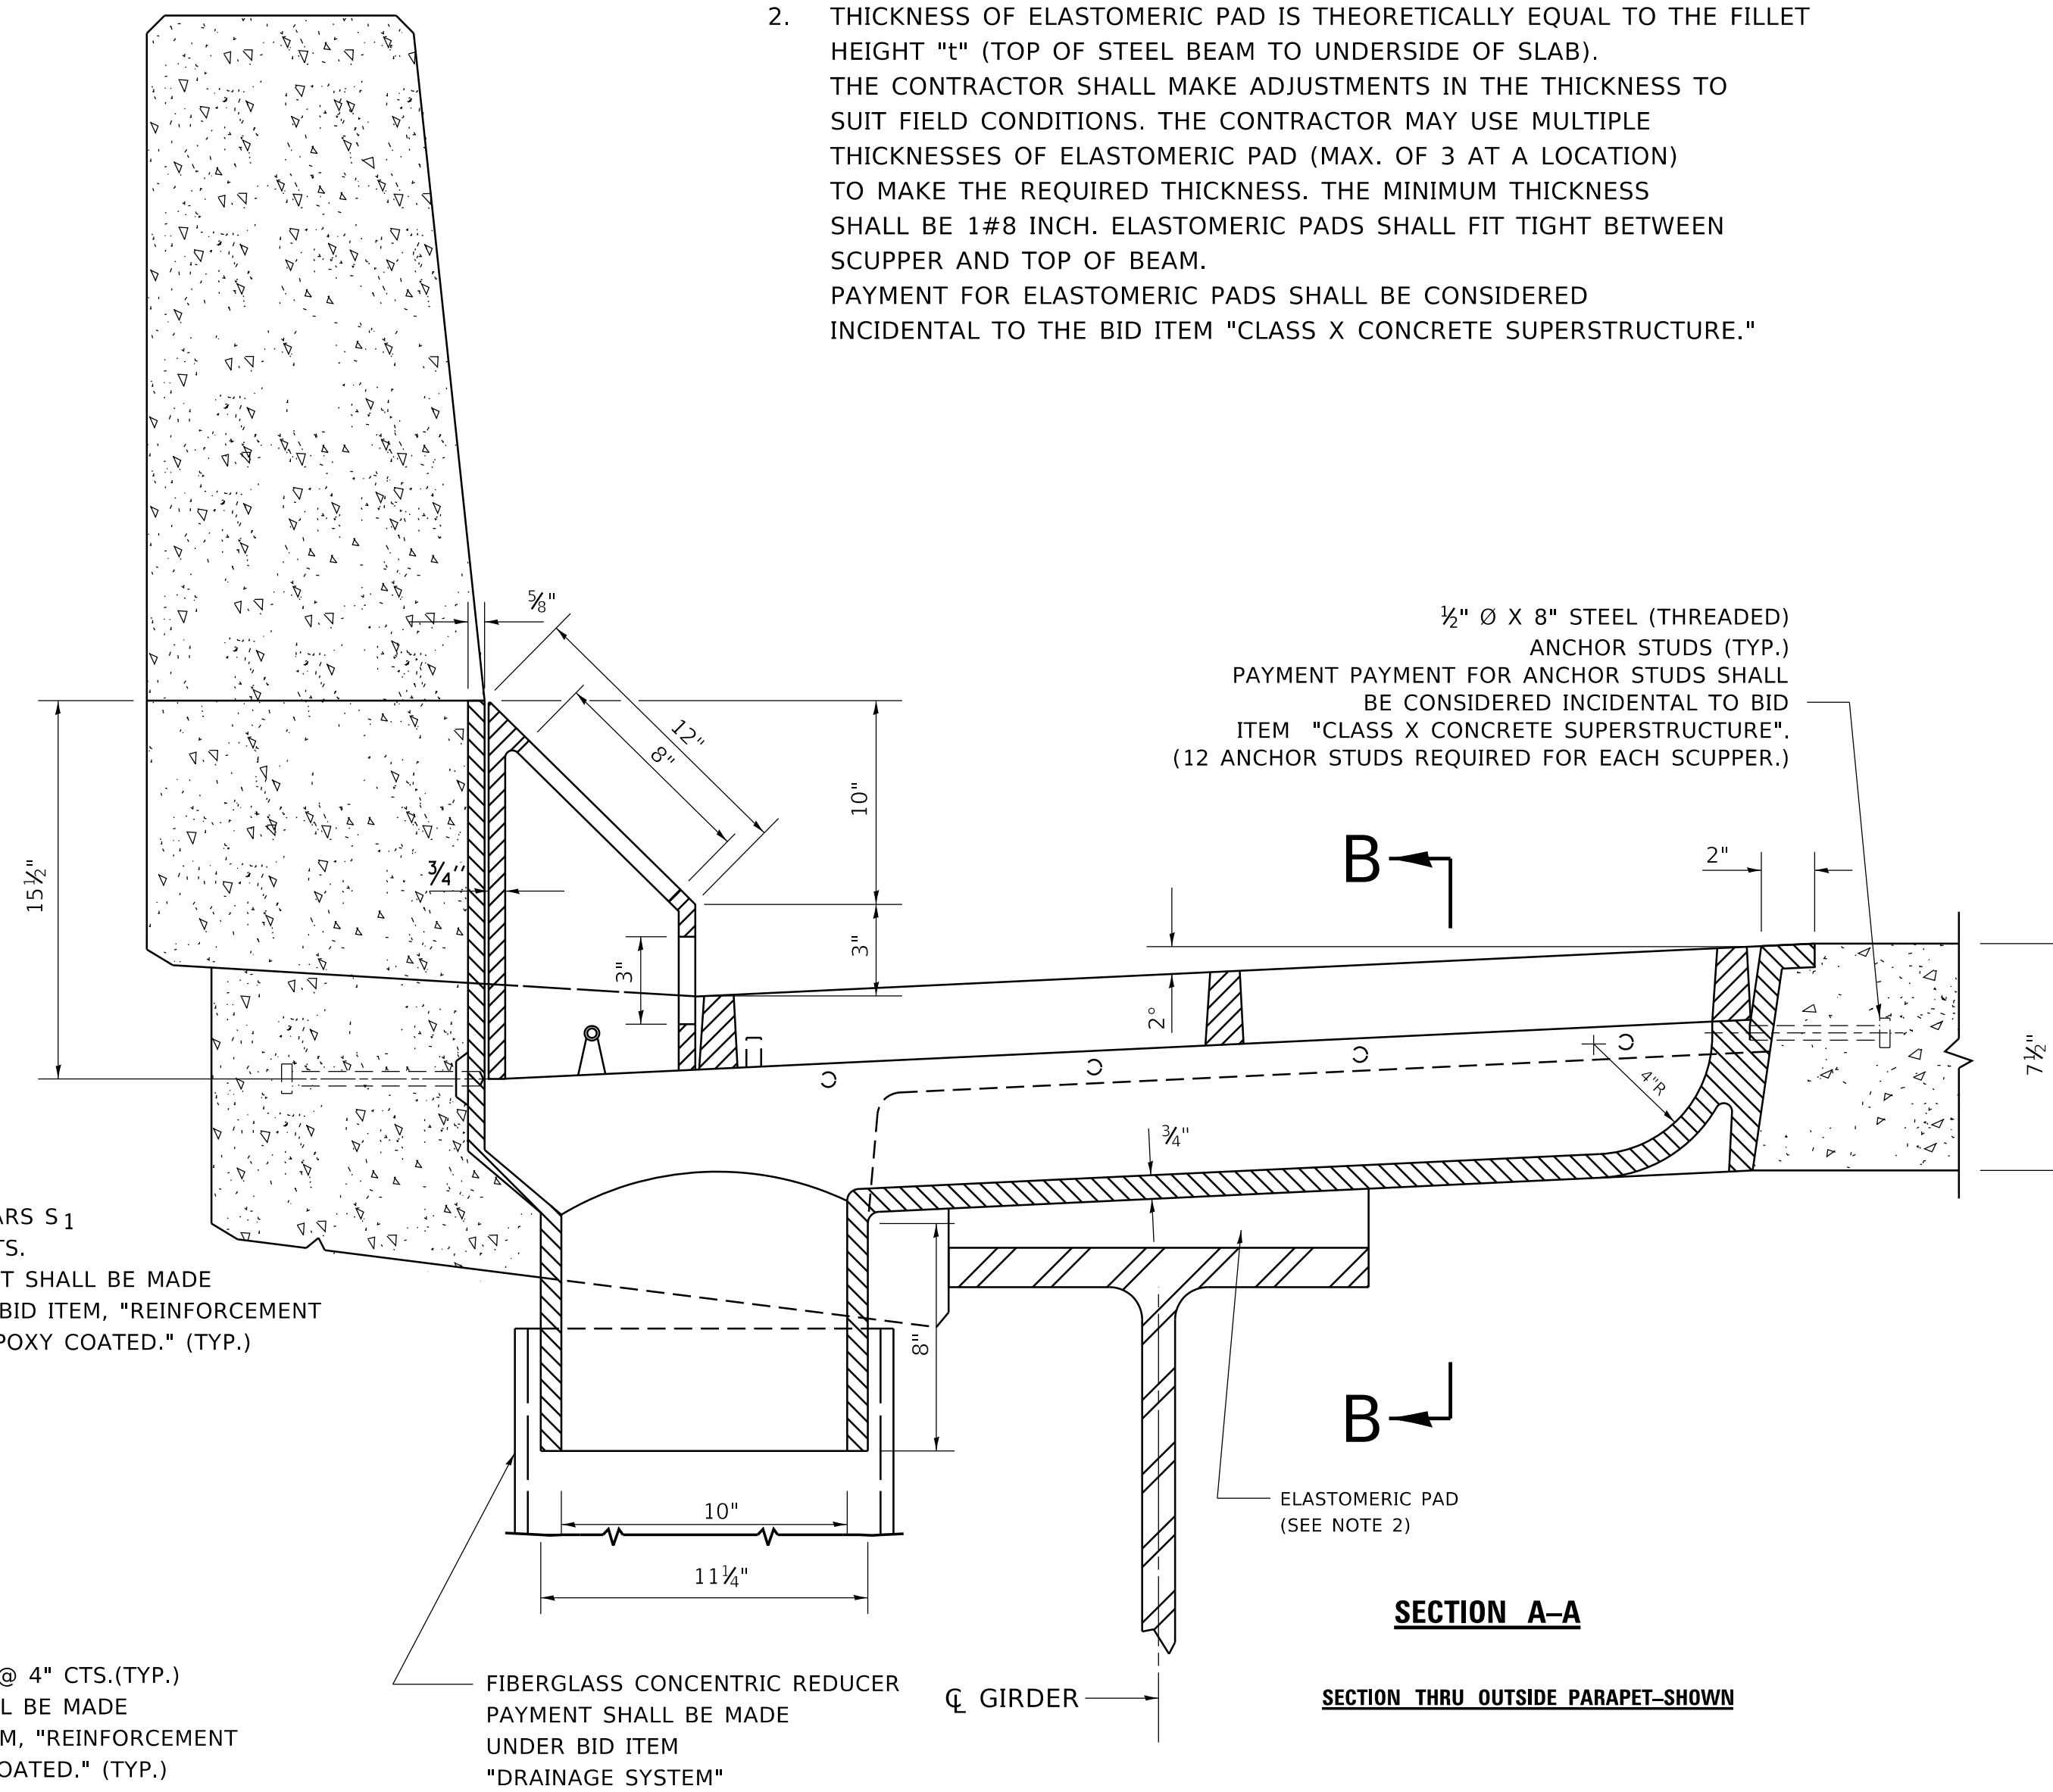 2. THICKNESS OF ELASTOMERIC PAD IS THEORETICALLY EQUAL TO THE FILLET
HEIGHT "t" (TOP OF STEEL BEAM TO UNDERSIDE OF SLAB).
THE CONTRACTOR SHALL MAKE ADJUSTMENTS IN THE THICKNESS TO
SUIT FIELD CONDITIONS. THE CONTRACTOR MAY USE MULTIPLE
THICKNESSES OF ELASTOMERIC PAD (MAX. OF 3 AT A LOCATION)
TO MAKE THE REQUIRED THICKNESS. THE MINIMUM THICKNESS
SHALL BE 1#8 INCH. ELASTOMERIC PADS SHALL FIT TIGHT BETWEEN
SCUPPER AND TOP OF BEAM.
PAYMENT FOR ELASTOMERIC PADS SHALL BE CONSIDERED
INCIDENTAL TO THE BID ITEM "CLASS X CONCRETE SUPERSTRUCTURE."
⅝"
12"
8"
10"
15½"
¾"
3"
3"
½" Ø X 8" STEEL (THREADED)
ANCHOR STUDS (TYP.)
PAYMENT PAYMENT FOR ANCHOR STUDS SHALL
BE CONSIDERED INCIDENTAL TO BID
ITEM "CLASS X CONCRETE SUPERSTRUCTURE".
(12 ANCHOR STUDS REQUIRED FOR EACH SCUPPER.)
B
2"
2°
7½"
4"R
¾"
ARS S1
TS.
T SHALL BE MADE
BID ITEM, "REINFORCEMENT
POXY COATED." (TYP.)
8"
B
10"
11¼"
ELASTOMERIC PAD
(SEE NOTE 2)
SECTION A–A
SECTION THRU OUTSIDE PARAPET–SHOWN
℄ GIRDER
FIBERGLASS CONCENTRIC REDUCER
PAYMENT SHALL BE MADE
UNDER BID ITEM
"DRAINAGE SYSTEM"
@ 4" CTS.(TYP.)
L BE MADE
M, "REINFORCEMENT
OATED." (TYP.)